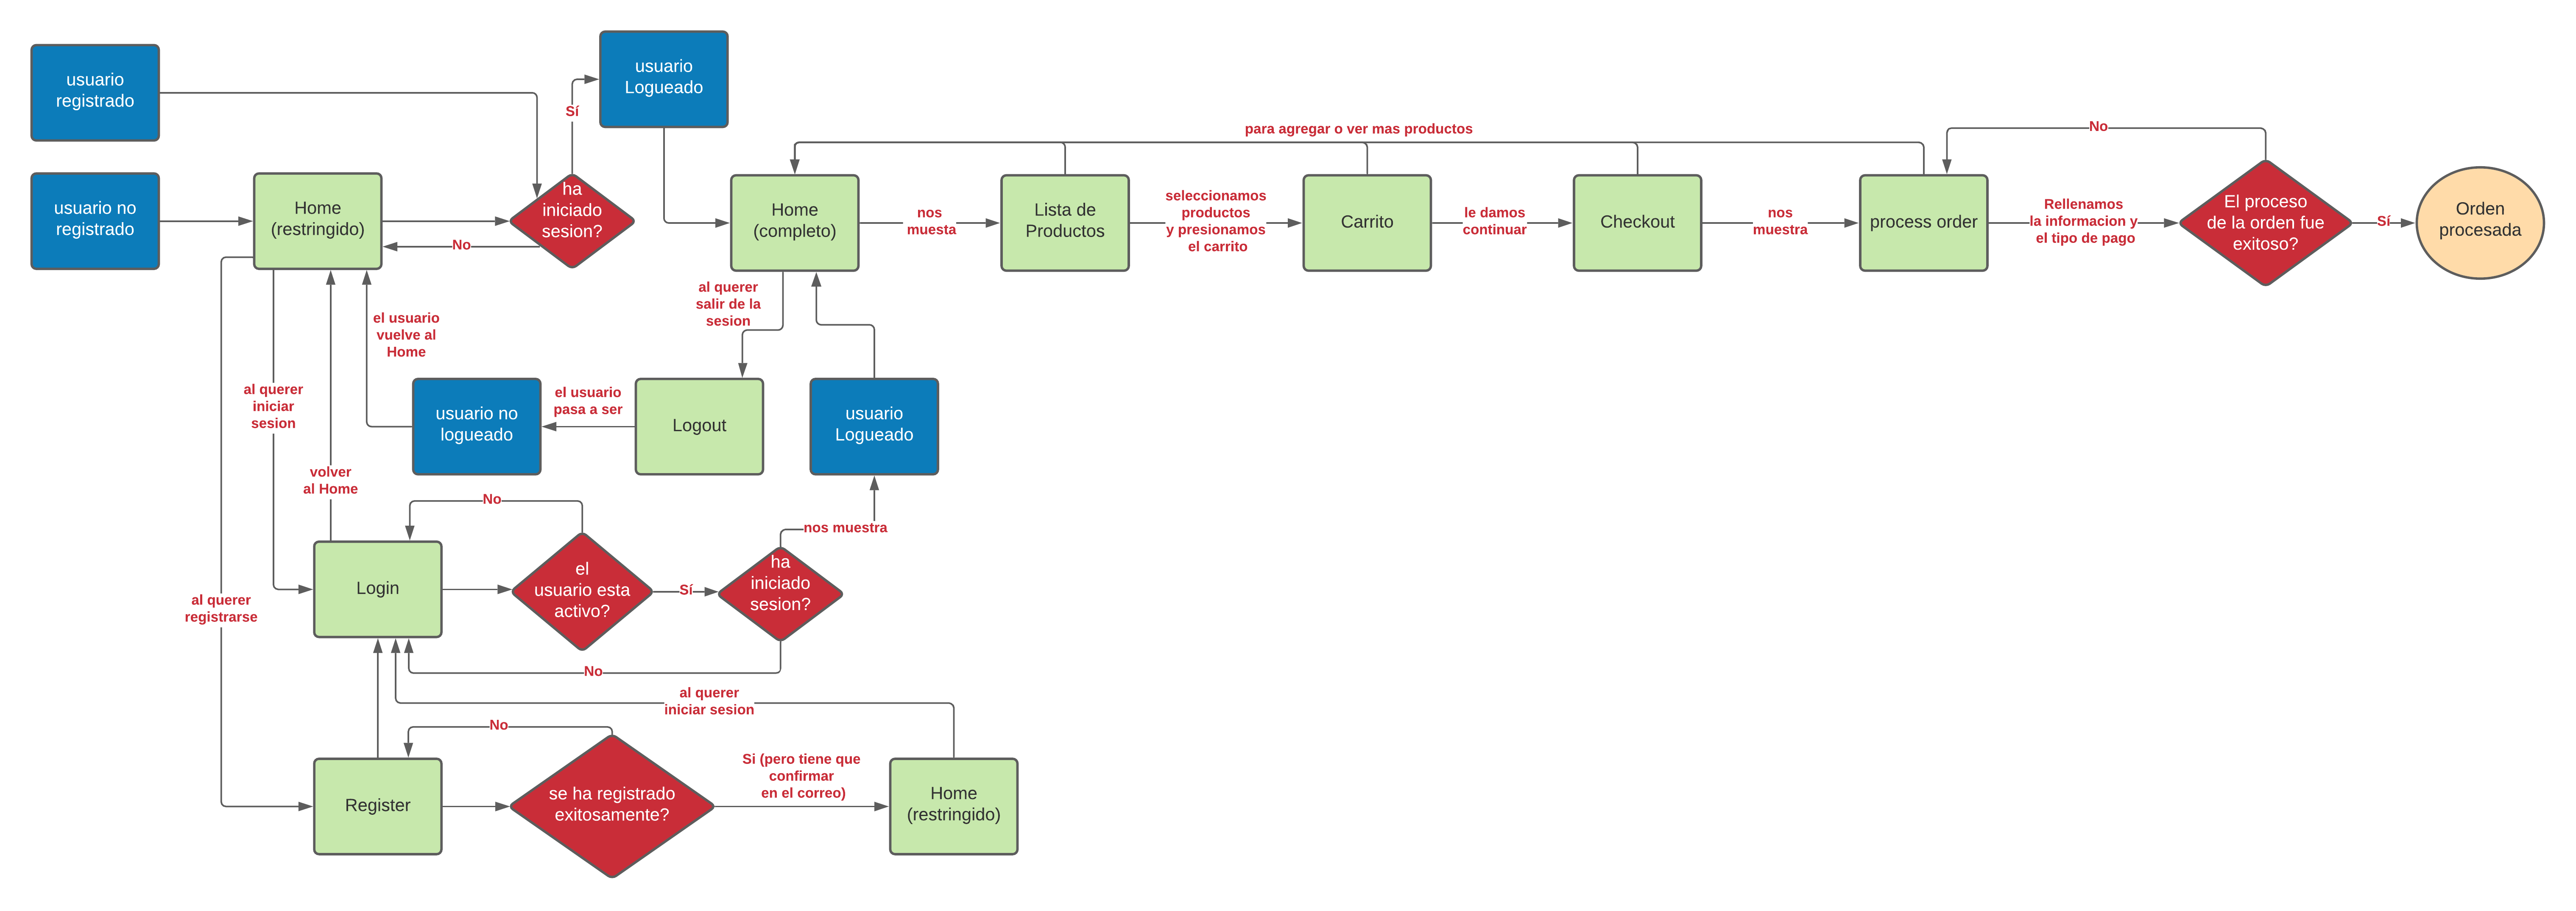 usuario
registrado
usuario
Logueado
Sí
para agregar o ver mas productos
No
usuario no
registrado
Home
(restringido)
ha
iniciado
sesion?
No
Home
(completo)
nos
muesta
Lista de
Productos
seleccionamos
productos
y presionamos
el carrito
Carrito
le damos
continuar
Checkout
nos
muestra
process order
Rellenamos
la informacion y
el tipo de pago
El proceso
de la orden fue
exitoso?
Sí
Orden
procesada
al querer
salir de la
sesion
el usuario
vuelve al
Home
al querer
iniciar
sesion
usuario no
logueado
el usuario
pasa a ser
Logout
usuario
Logueado
volver
al Home
No
nos muestra
Login
el
usuario esta
activo?
Sí
ha
iniciado
sesion?
al querer
registrarse
No
al querer
iniciar sesion
No
Register
se ha registrado
exitosamente?
Si (pero tiene que
confirmar
en el correo)
Home
(restringido)